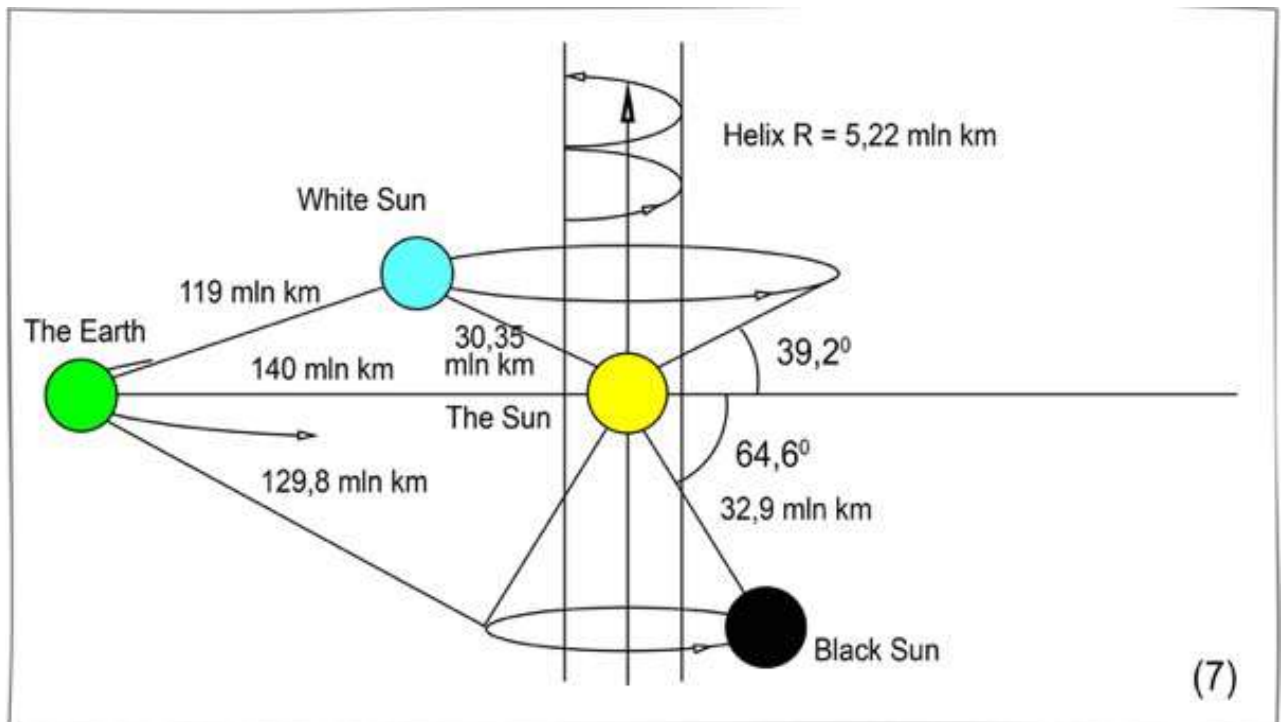 Helix R = 5,22 mln km
White Sun
119 mln km
The Earth
30,35
mln km
140 mln km
39,2⁰
The Sun
64,6⁰
129,8 mln km
32,9 mln km
Black Sun
(7)